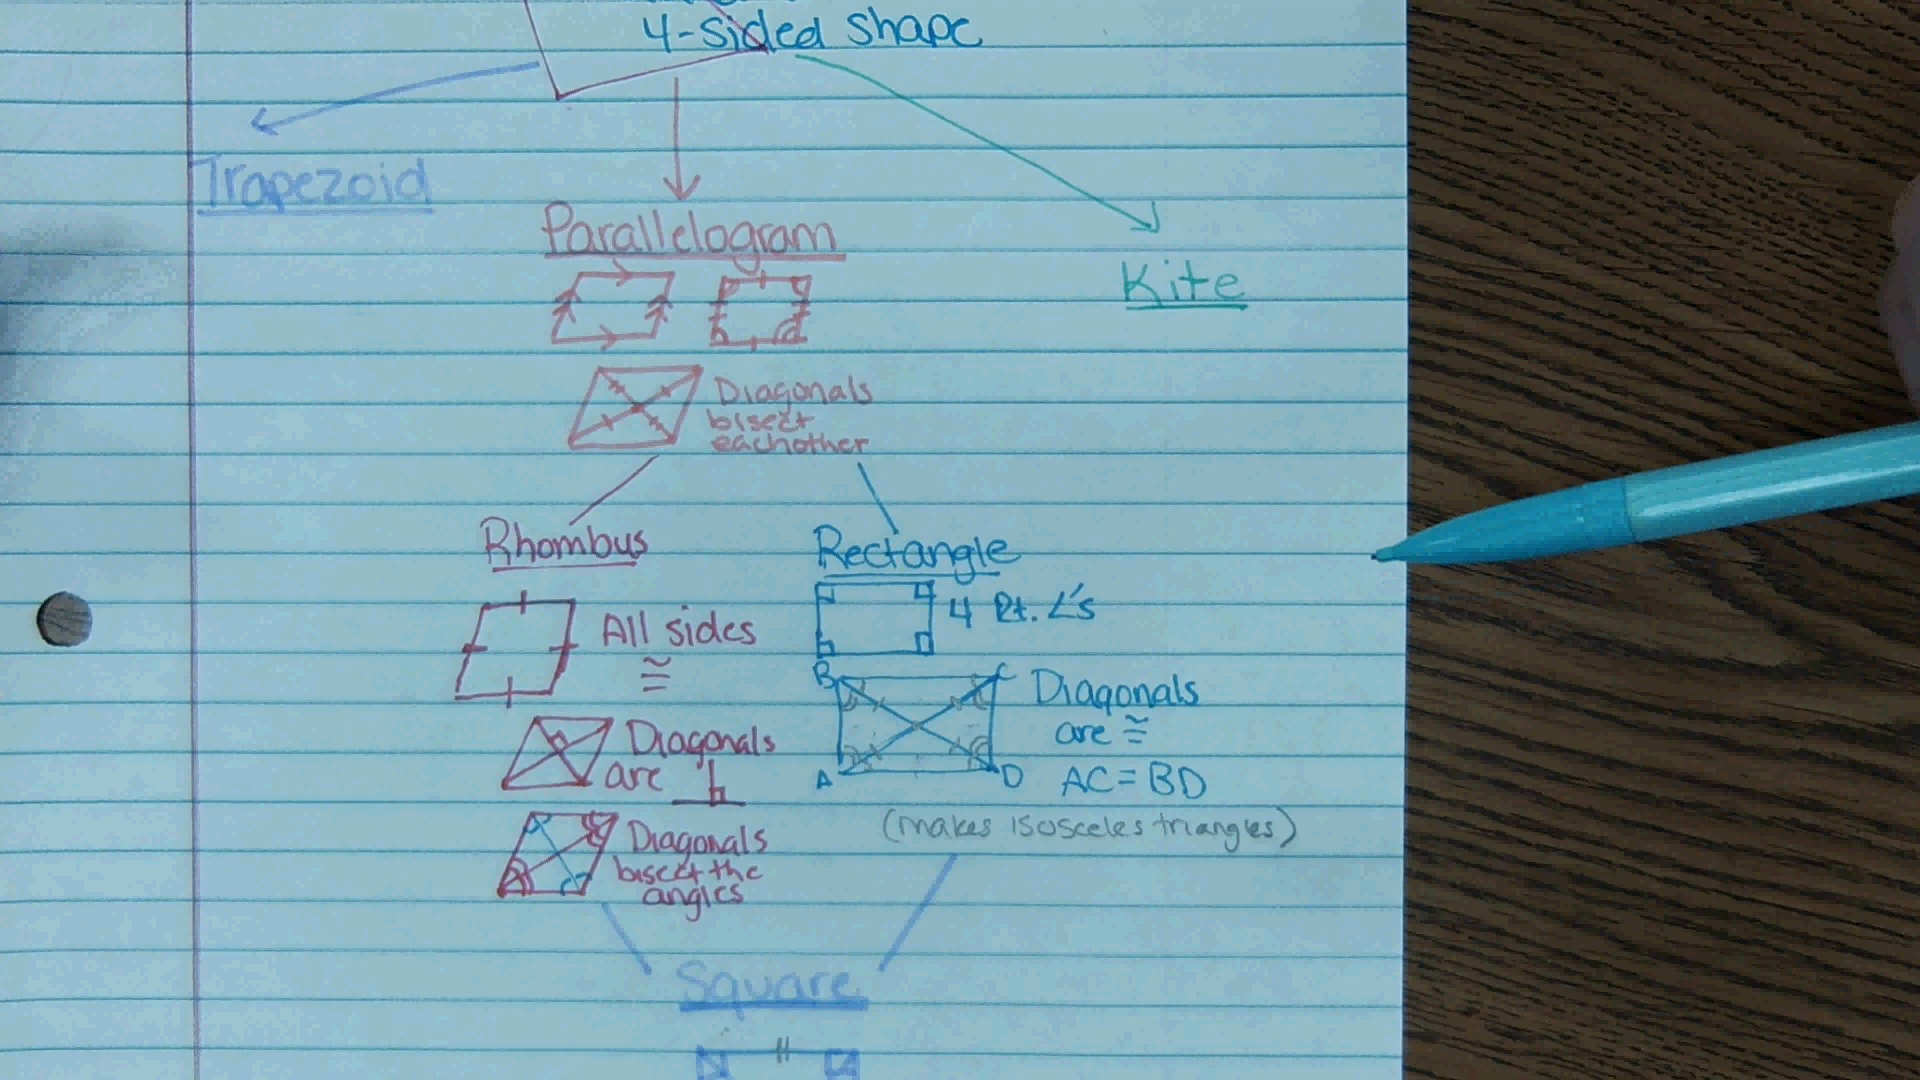 4-sided shape
Trapezoid
Parallelogram
Kite
Diagonals
bisect
eachother
Rhombus
All sides
≅
Diagonals
are ⊥
Diagonals
bisect the
angles
Rectangle
4 Rt. ∠'s
B C
A D
Diagonals
are ≅
AC = BD
(makes isosceles triangles)
Square